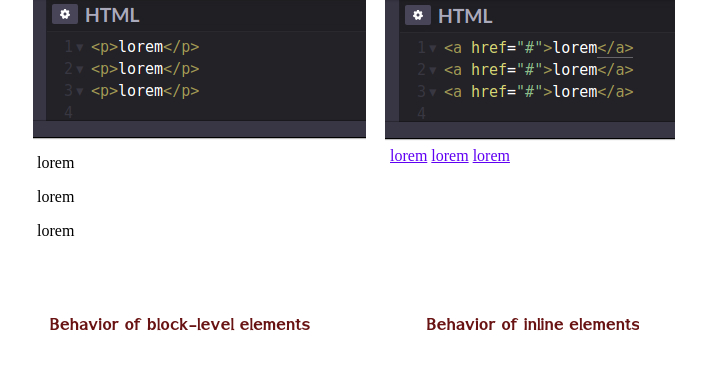 HTML
1 <p>lorem</p>
2 <p>lorem</p>
3 <p>lorem</p>
4
lorem
lorem
lorem
Behavior of block-level elements
HTML
1 <a href="#">lorem</a>
2 <a href="#">lorem</a>
3 <a href="#">lorem</a>
4
lorem lorem lorem
Behavior of inline elements